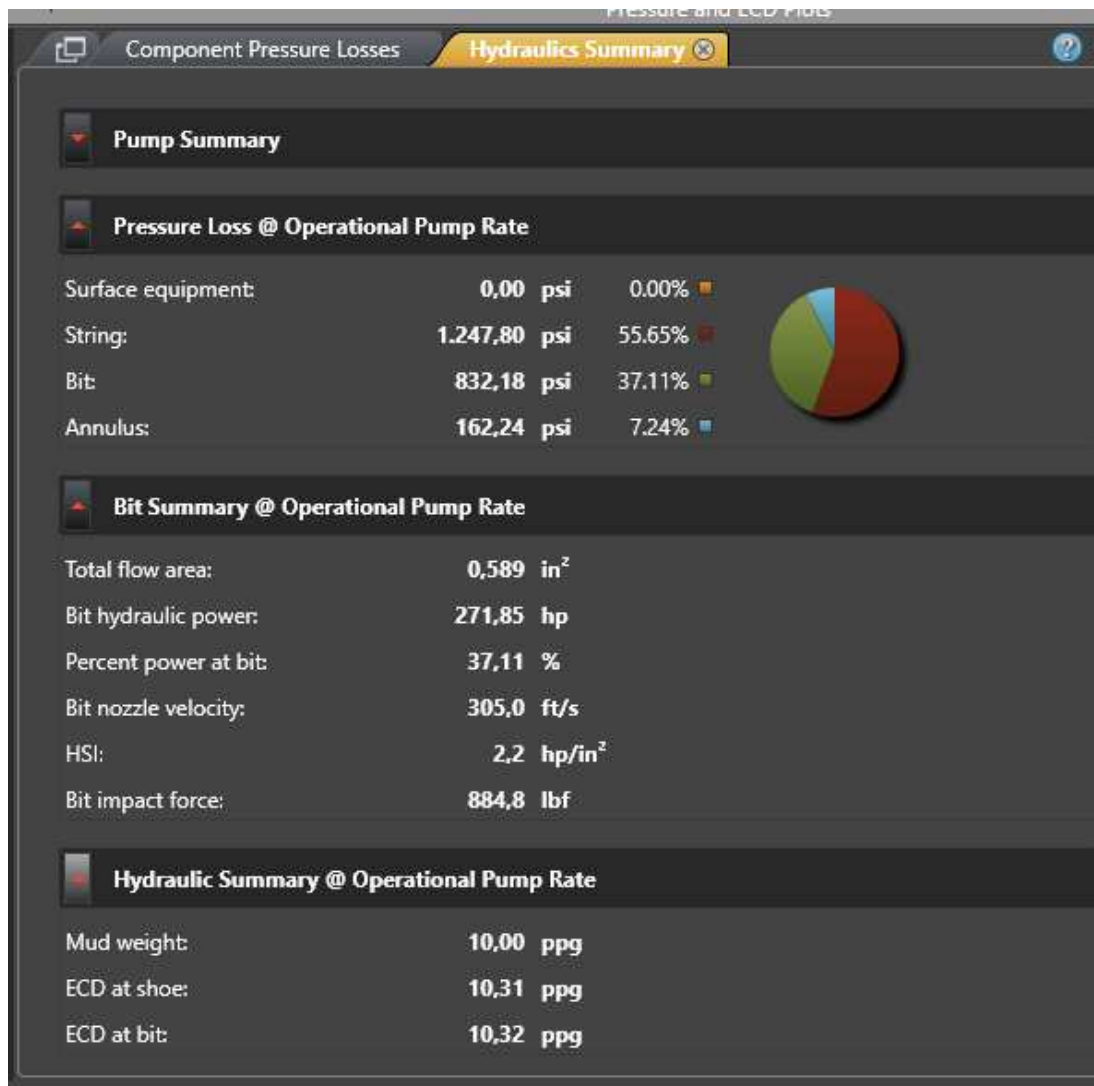 Pressure and ECD Plots
Component Pressure Losses Hydraulics Summary
Pump Summary
Pressure Loss @ Operational Pump Rate
Surface equipment: 0,00 psi 0.00%
String: 1.247,80 psi 55.65%
Bit: 832,18 psi 37.11%
Annulus: 162,24 psi 7.24%
Bit Summary @ Operational Pump Rate
Total flow area: 0,589 in²
Bit hydraulic power: 271,85 hp
Percent power at bit: 37,11 %
Bit nozzle velocity: 305,0 ft/s
HSI: 2,2 hp/in²
Bit impact force: 884,8 lbf
Hydraulic Summary @ Operational Pump Rate
Mud weight: 10,00 ppg
ECD at shoe: 10,31 ppg
ECD at bit: 10,32 ppg